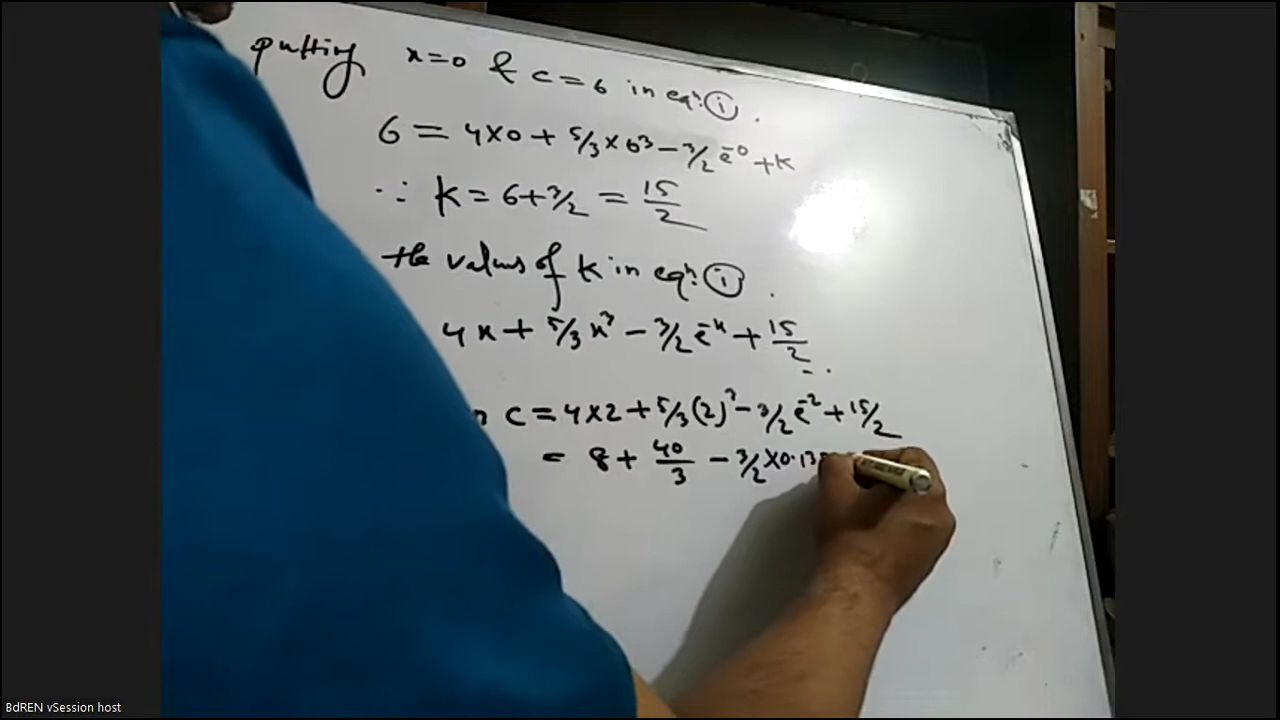 putting x=0 & c=6 in eqⁿ. (i).
6 = 4×0 + 5/3×0³ - 3/2 e⁻⁰ + k
∴ k = 6+3/2 = 15/2
the values of k in eqⁿ. (i).
4x + 5/3 x³ - 3/2 e⁻ˣ + 15/2
c = 4×2 + 5/3(2)³ - 3/2 e⁻² + 15/2
= 8 + 40/3 - 3/2 ×0.13
BdREN vSession host